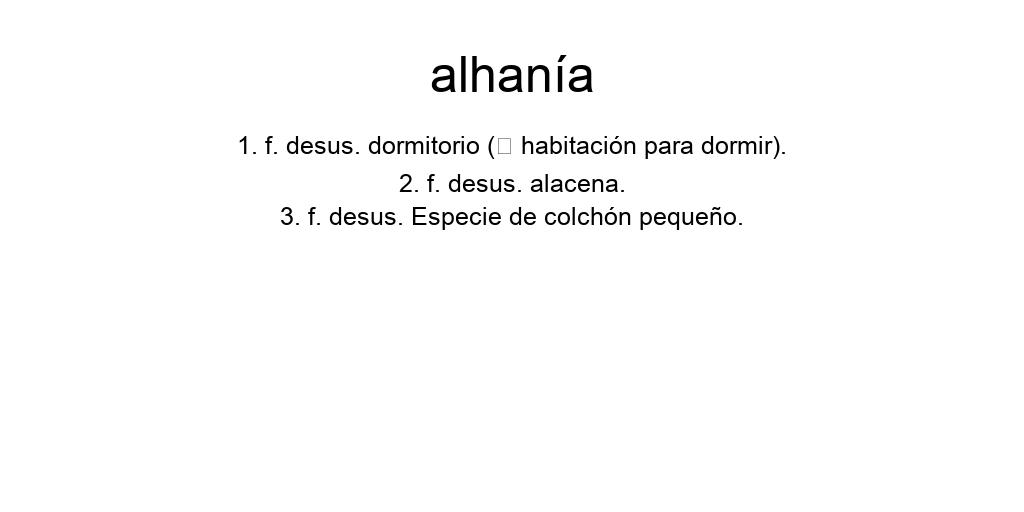 alhanía
1. f. desus. dormitorio (□ habitación para dormir).
2. f. desus. alacena.
3. f. desus. Especie de colchón pequeño.